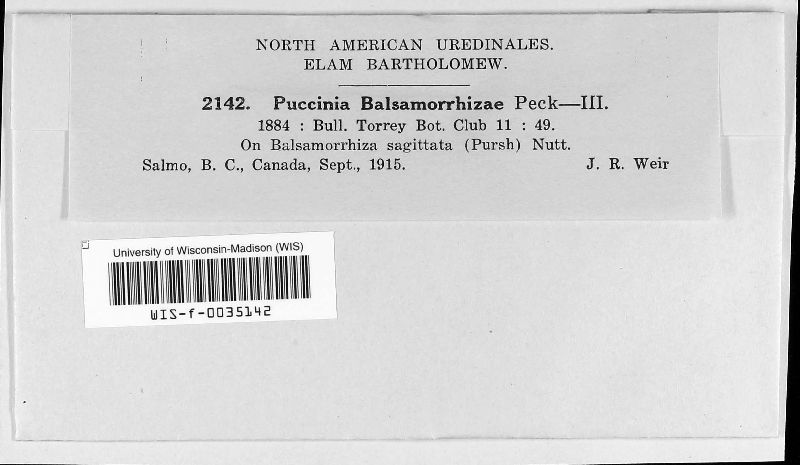 NORTH AMERICAN UREDINALES.
ELAM BARTHOLOMEW.
2142. Puccinia Balsamorrhizae Peck—III.
1884 : Bull. Torrey Bot. Club 11 : 49.
On Balsamorrhiza sagittata (Pursh) Nutt.
Salmo, B. C., Canada, Sept., 1915. J. R. Weir
University of Wisconsin-Madison (WIS)
WIS-f-0035142